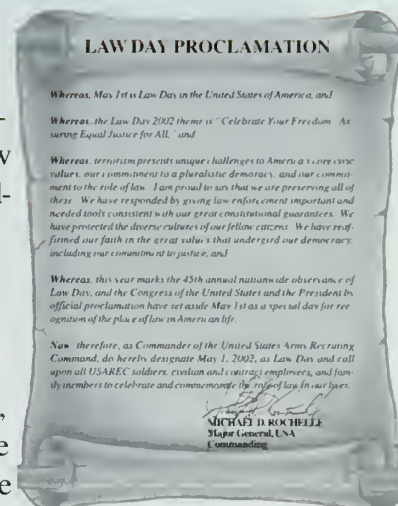 LAW DAY PROCLAMATION
Whereas, May 1st is Law Day in the United States of America, and
Whereas, the Law Day 2002 theme is "Celebrate Your Freedom As
suring Equal Justice for All," and
Whereas, terrorism presents unique challenges to America s core civic
values, our commitment to a pluralistic democracy, and our commit-
ment to the rule of law. I am proud to say that we are preserving all of
these. We have responded by giving law enforcement important and
needed tools consistent with our great constitutional guarantees. We
have protected the diverse cultures of our fellow citizens. We have reaf-
firmed our faith in the great values that undergird our democracy,
including our commitment to justice, and
Whereas, this year marks the 45th annual nationwide observance of
Law Day, and the Congress of the United States and the President by
official proclamation have set aside May 1st as a special day for rec
ognition of the place of law in American life.
Now therefore, as Commander of the United States Army Recruiting
Command, do hereby designate May 1, 2002, as Law Day and call
upon all USAREC soldiers, civilian and contract employees, and fam-
ily members to celebrate and commemorate the role of law in our lives.
MICHAEL D. ROCHELLE
Major General, USA
Commanding